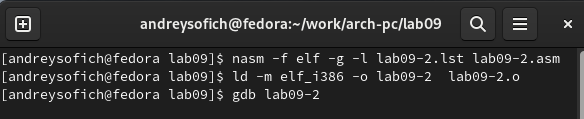 andreysofich@fedora:~/work/arch-pc/lab09
[andreysofich@fedora lab09]$ nasm -f elf -g -l lab09-2.lst lab09-2.asm
[andreysofich@fedora lab09]$ ld -m elf_i386 -o lab09-2  lab09-2.o
[andreysofich@fedora lab09]$ gdb lab09-2